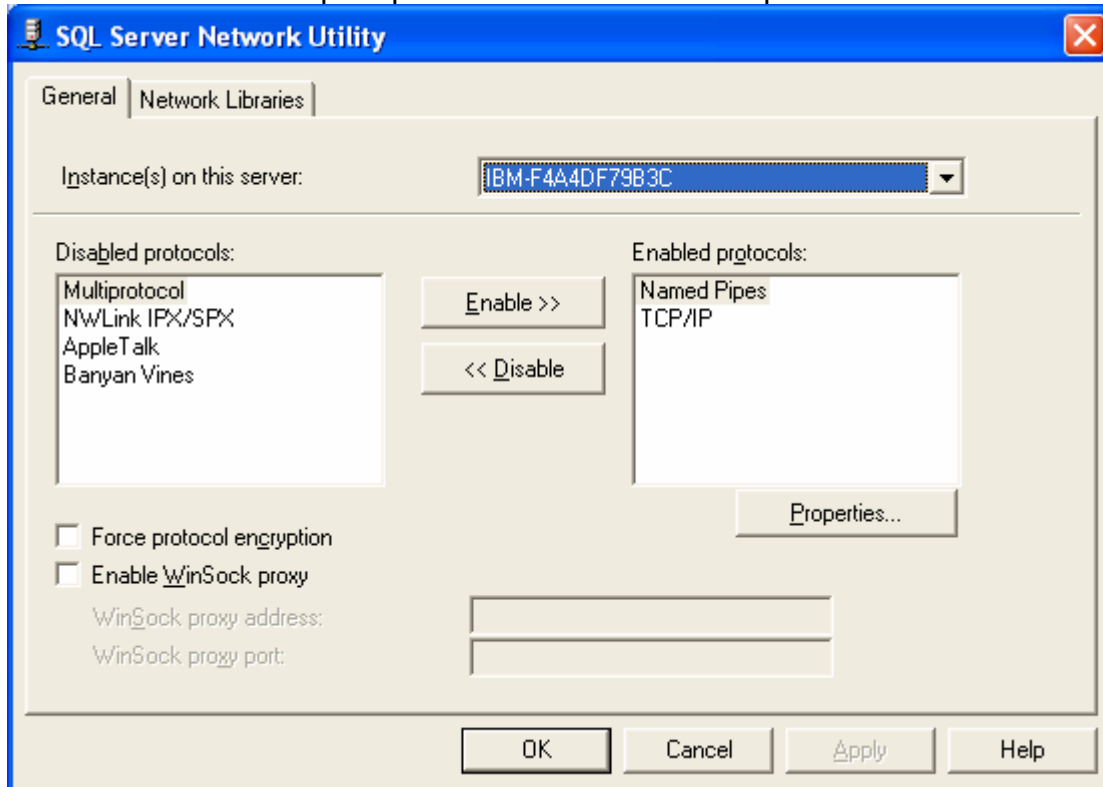 SQL Server Network Utility
General
Network Libraries
Instance(s) on this server:
IBM-F4A4DF79B3C
Disabled protocols:
Enabled protocols:
Multiprotocol
NWLink IPX/SPX
AppleTalk
Banyan Vines
Enable >>
<< Disable
Named Pipes
TCP/IP
Properties...
Force protocol encryption
Enable WinSock proxy
WinSock proxy address:
WinSock proxy port:
OK
Cancel
Apply
Help